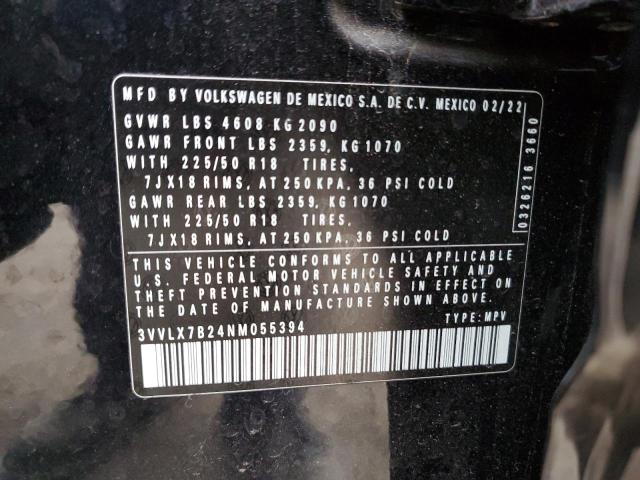 MFD BY VOLKSWAGEN DE MEXICO S.A. DE C.V. MEXICO 02/22
GVWR LBS 4608 KG 2090
GAWR FRONT LBS 2359, KG 1070
WITH 225/50 R18 TIRES,
7JX18 RIMS, AT 250 KPA, 36 PSI COLD
GAWR REAR LBS 2359, KG 1070
WITH 225/50 R18 TIRES,
7JX18 RIMS, AT 250 KPA, 36 PSI COLD
0326216 3660
THIS VEHICLE CONFORMS TO ALL APPLICABLE
U.S. FEDERAL MOTOR VEHICLE SAFETY AND
THEFT PREVENTION STANDARDS IN EFFECT ON
THE DATE OF MANUFACTURE SHOWN ABOVE.
3VVLX7B24NM055394 TYPE: MPV